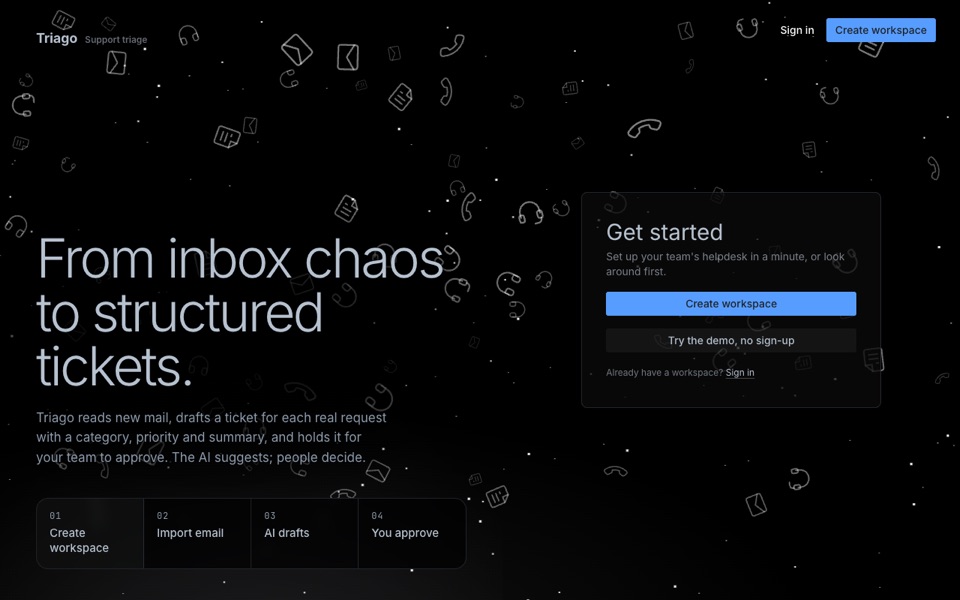 Triago Support triage
Sign in
Create workspace
From inbox chaos
to structured
tickets.
Triago reads new mail, drafts a ticket for each real request
with a category, priority and summary, and holds it for
your team to approve. The AI suggests; people decide.
01
Create
workspace
02
Import email
03
AI drafts
04
You approve
Get started
Set up your team's helpdesk in a minute, or look
around first.
Create workspace
Try the demo, no sign-up
Already have a workspace? Sign in